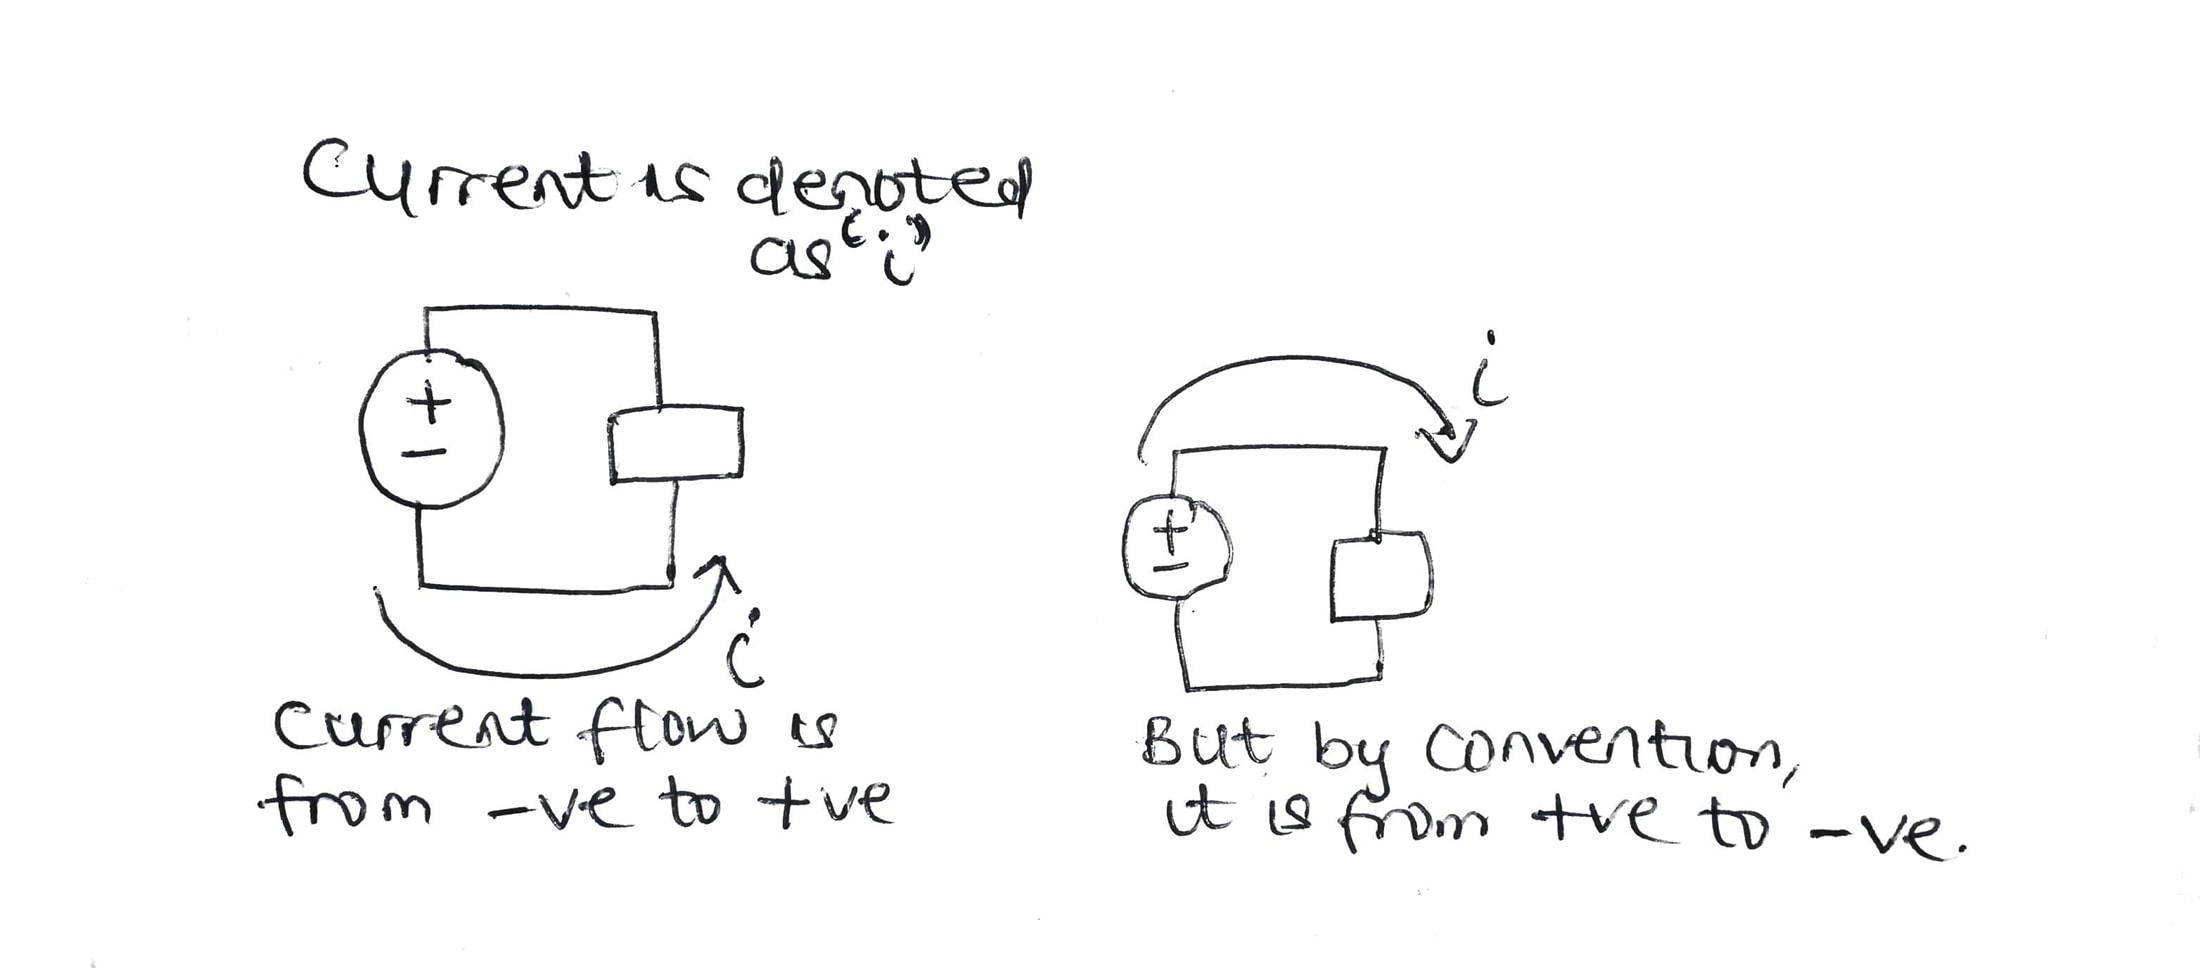 Current is denoted
as "i"
+
-
i
Current flow is
from -ve to +ve
i
+
-
But by convention,
it is from +ve to -ve.